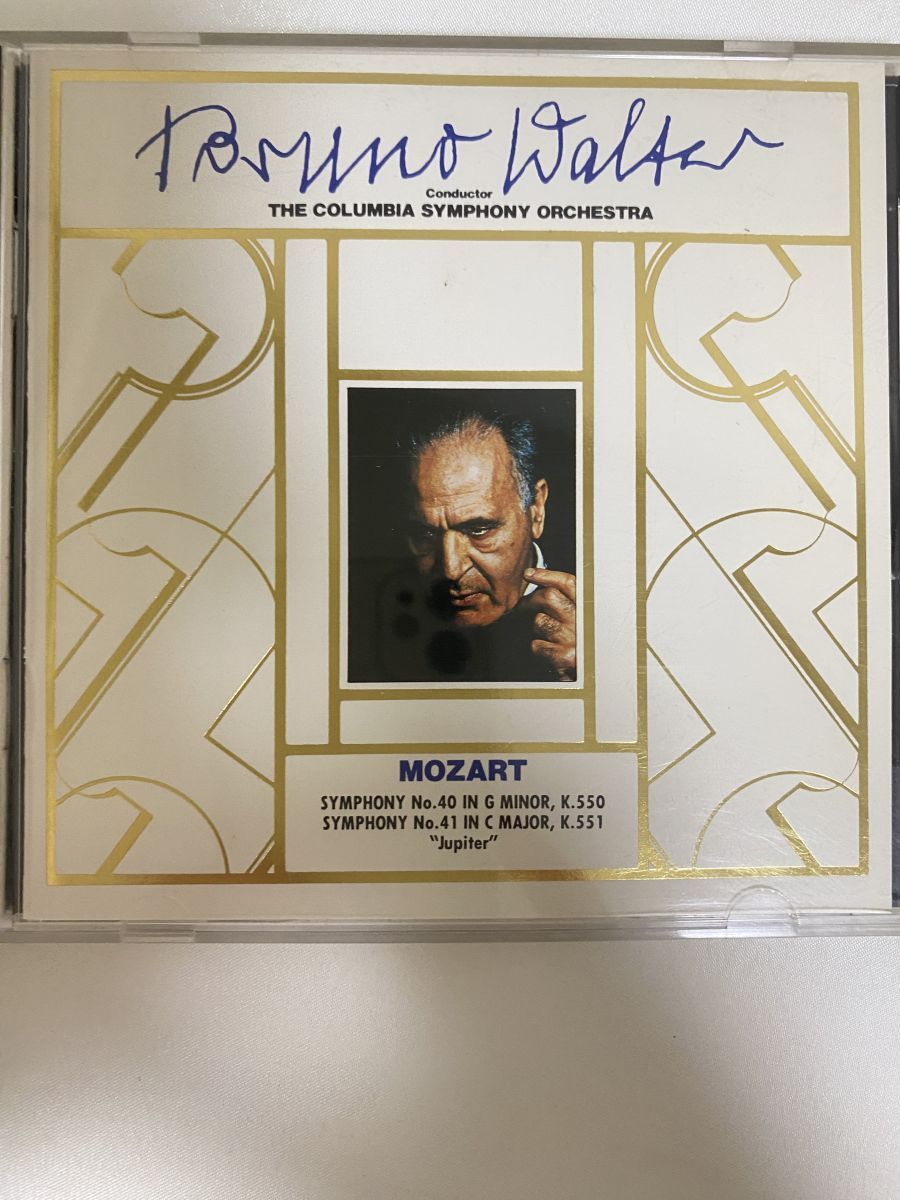 Bruno Walter
Conductor
THE COLUMBIA SYMPHONY ORCHESTRA
MOZART
SYMPHONY No.40 IN G MINOR, K.550
SYMPHONY No.41 IN C MAJOR, K.551
"Jupiter"